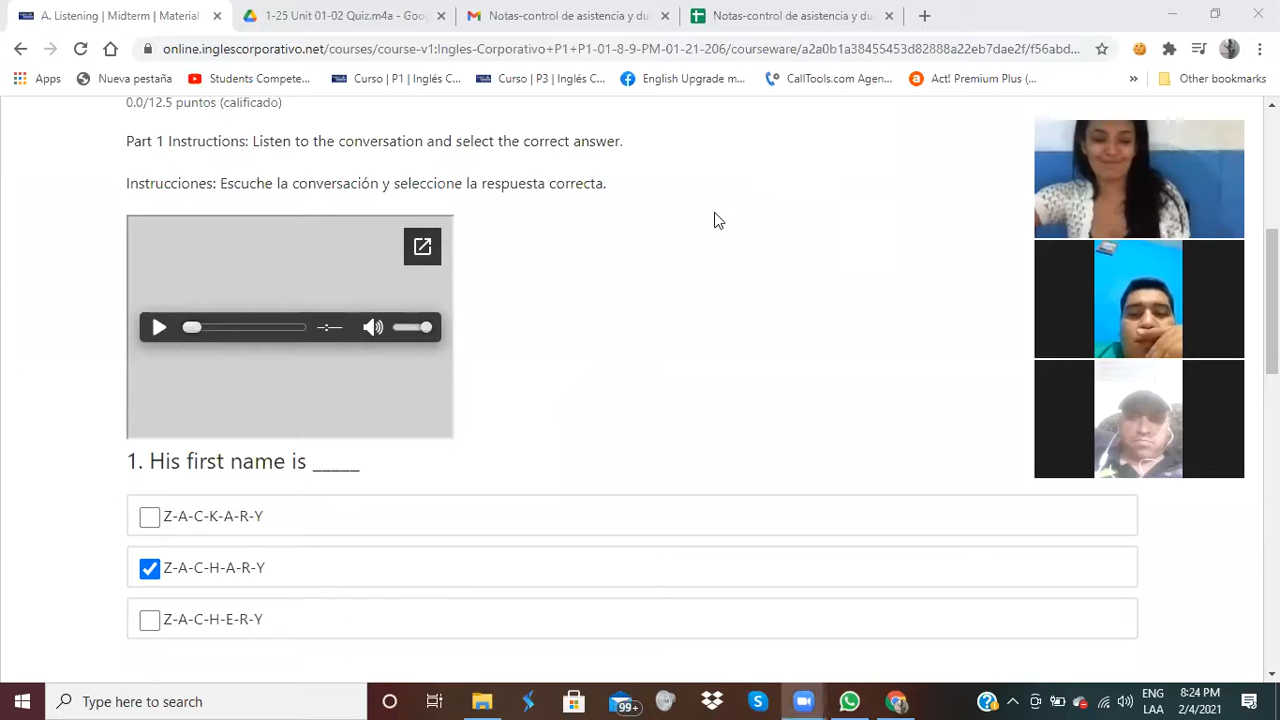 A. Listening | Midterm | Material
1-25 Unit 01-02 Quiz.m4a - Goo
Notas-control de asistencia y du
Notas-control de asistencia y du
online.inglescorporativo.net/courses/course-v1:Ingles-Corporativo+P1+P1-01-8-9-PM-01-21-206/courseware/a2a0b1a38455453d82888a22eb7dae2f/f56abd...
Apps
Nueva pestaña
Students Compete...
Curso | P1 | Inglés C...
Curso | P3 | Inglés C...
English Upgrade m...
CallTools.com Agen...
Act! Premium Plus (...
»
Other bookmarks
0.0/12.5 puntos (calificado)
Part 1 Instructions: Listen to the conversation and select the correct answer.
Instrucciones: Escuche la conversación y seleccione la respuesta correcta.
-:-
1. His first name is _____
Z-A-C-K-A-R-Y
Z-A-C-H-A-R-Y
Z-A-C-H-E-R-Y
Type here to search
99+
ENG
LAA
8:24 PM
2/4/2021